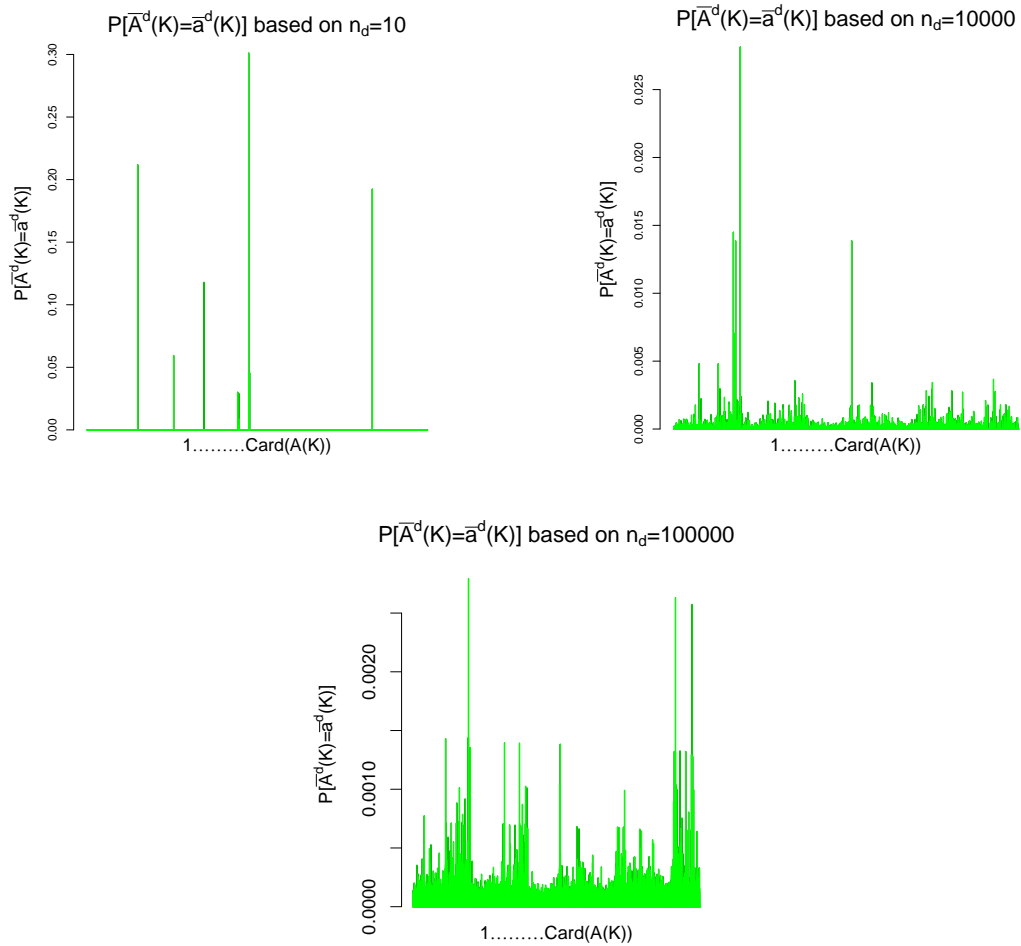 P[A̅ᵈ(K)=a̅ᵈ(K)] based on n_d=10
P[A̅ᵈ(K)=a̅ᵈ(K)]
0.30
0.25
0.20
0.15
0.10
0.05
0.00
1.........Card(A(K))
P[A̅ᵈ(K)=a̅ᵈ(K)] based on n_d=10000
P[A̅ᵈ(K)=a̅ᵈ(K)]
0.025
0.020
0.015
0.010
0.005
0.000
1.........Card(A(K))
P[A̅ᵈ(K)=a̅ᵈ(K)] based on n_d=100000
P[A̅ᵈ(K)=a̅ᵈ(K)]
0.0020
0.0010
0.0000
1.........Card(A(K))